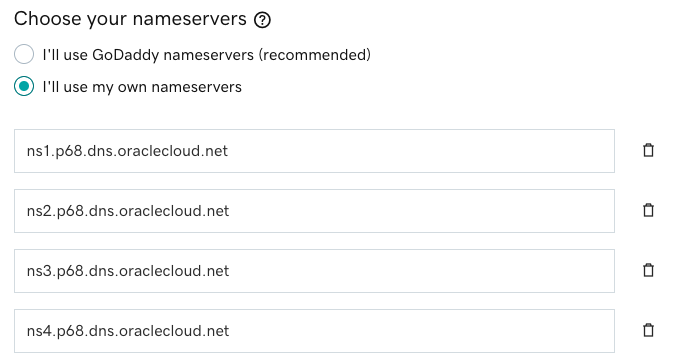 Choose your nameservers ?
I'll use GoDaddy nameservers (recommended)
I'll use my own nameservers
ns1.p68.dns.oraclecloud.net
ns2.p68.dns.oraclecloud.net
ns3.p68.dns.oraclecloud.net
ns4.p68.dns.oraclecloud.net